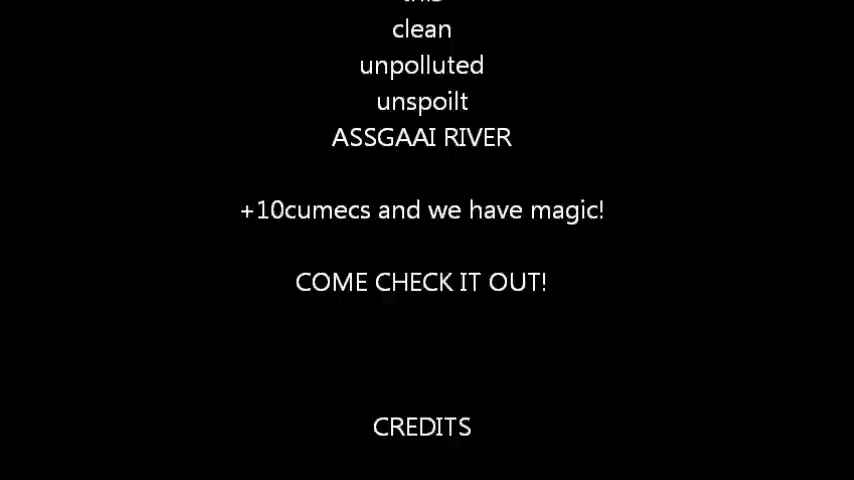 clean
unpolluted
unspoilt
ASSGAAI RIVER
+10cumecs and we have magic!
COME CHECK IT OUT!
CREDITS